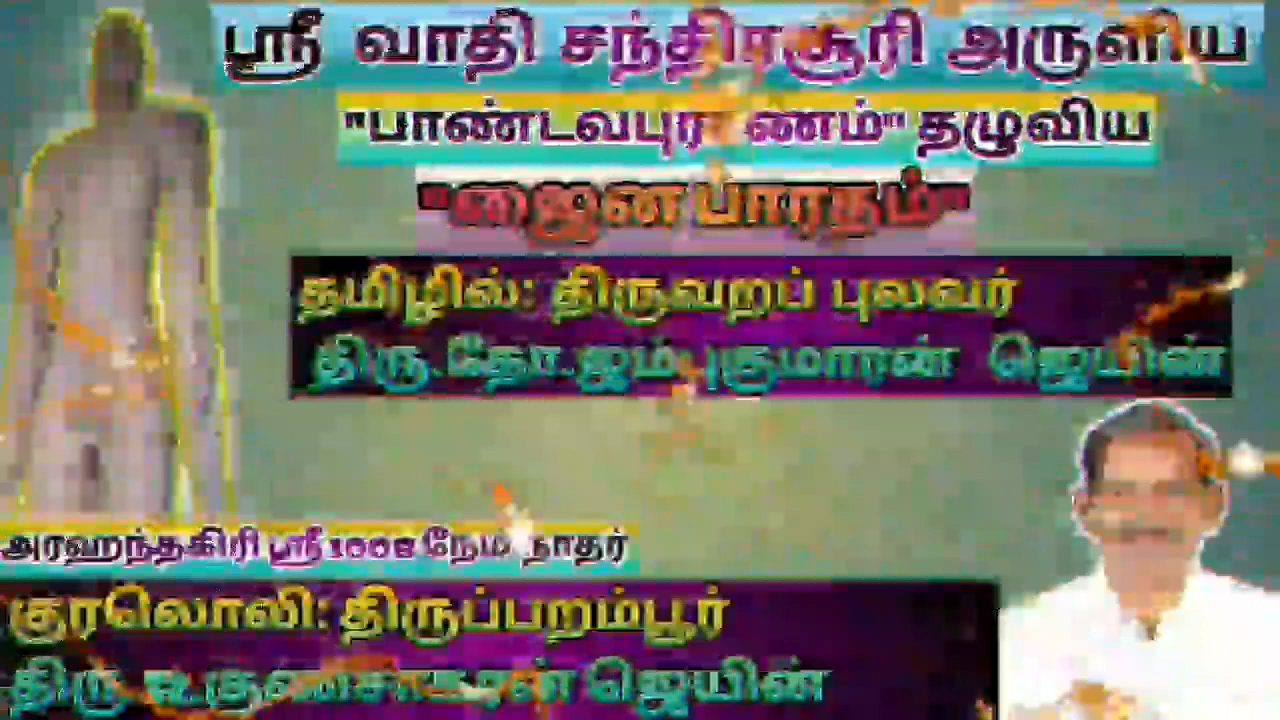 ஸ்ரீ வாதி சந்திரசூரி அருளிய
"பாண்டவபுராணம்" தழுவிய
"ஜைன பாரதம்"
தமிழில்: திருவறப் புலவர்
திரு.தோ.ஜம்புகுமாரன் ஜெயின்
அரஹந்தகிரி ஸ்ரீ 1008 நேமிநாதர்
குரலொலி: திருப்பறம்பூர்
திரு ஜெயின்